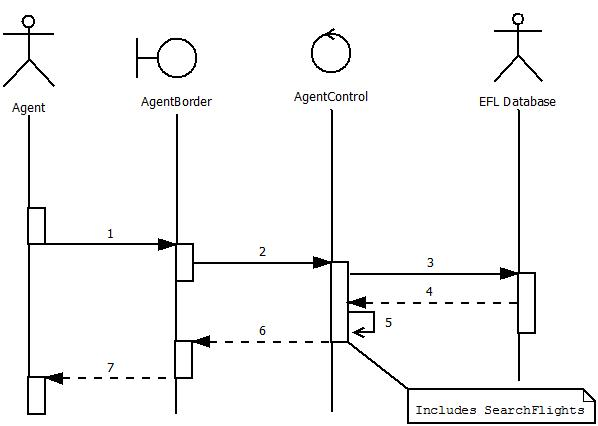 Agent
AgentBorder
AgentControl
EFL Database
1
2
3
4
5
6
7
Includes SearchFlights